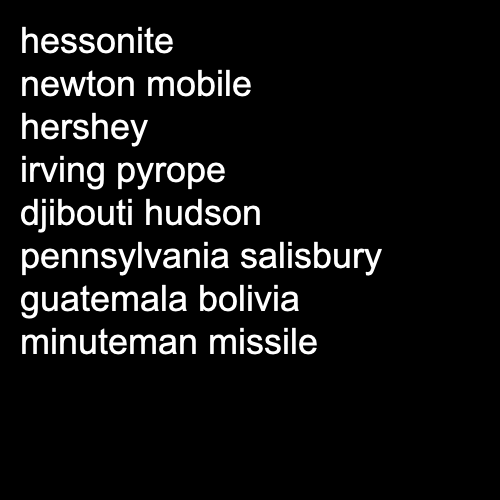 hessonite
newton mobile
hershey
irving pyrope
djibouti hudson
pennsylvania salisbury
guatemala bolivia
minuteman missile